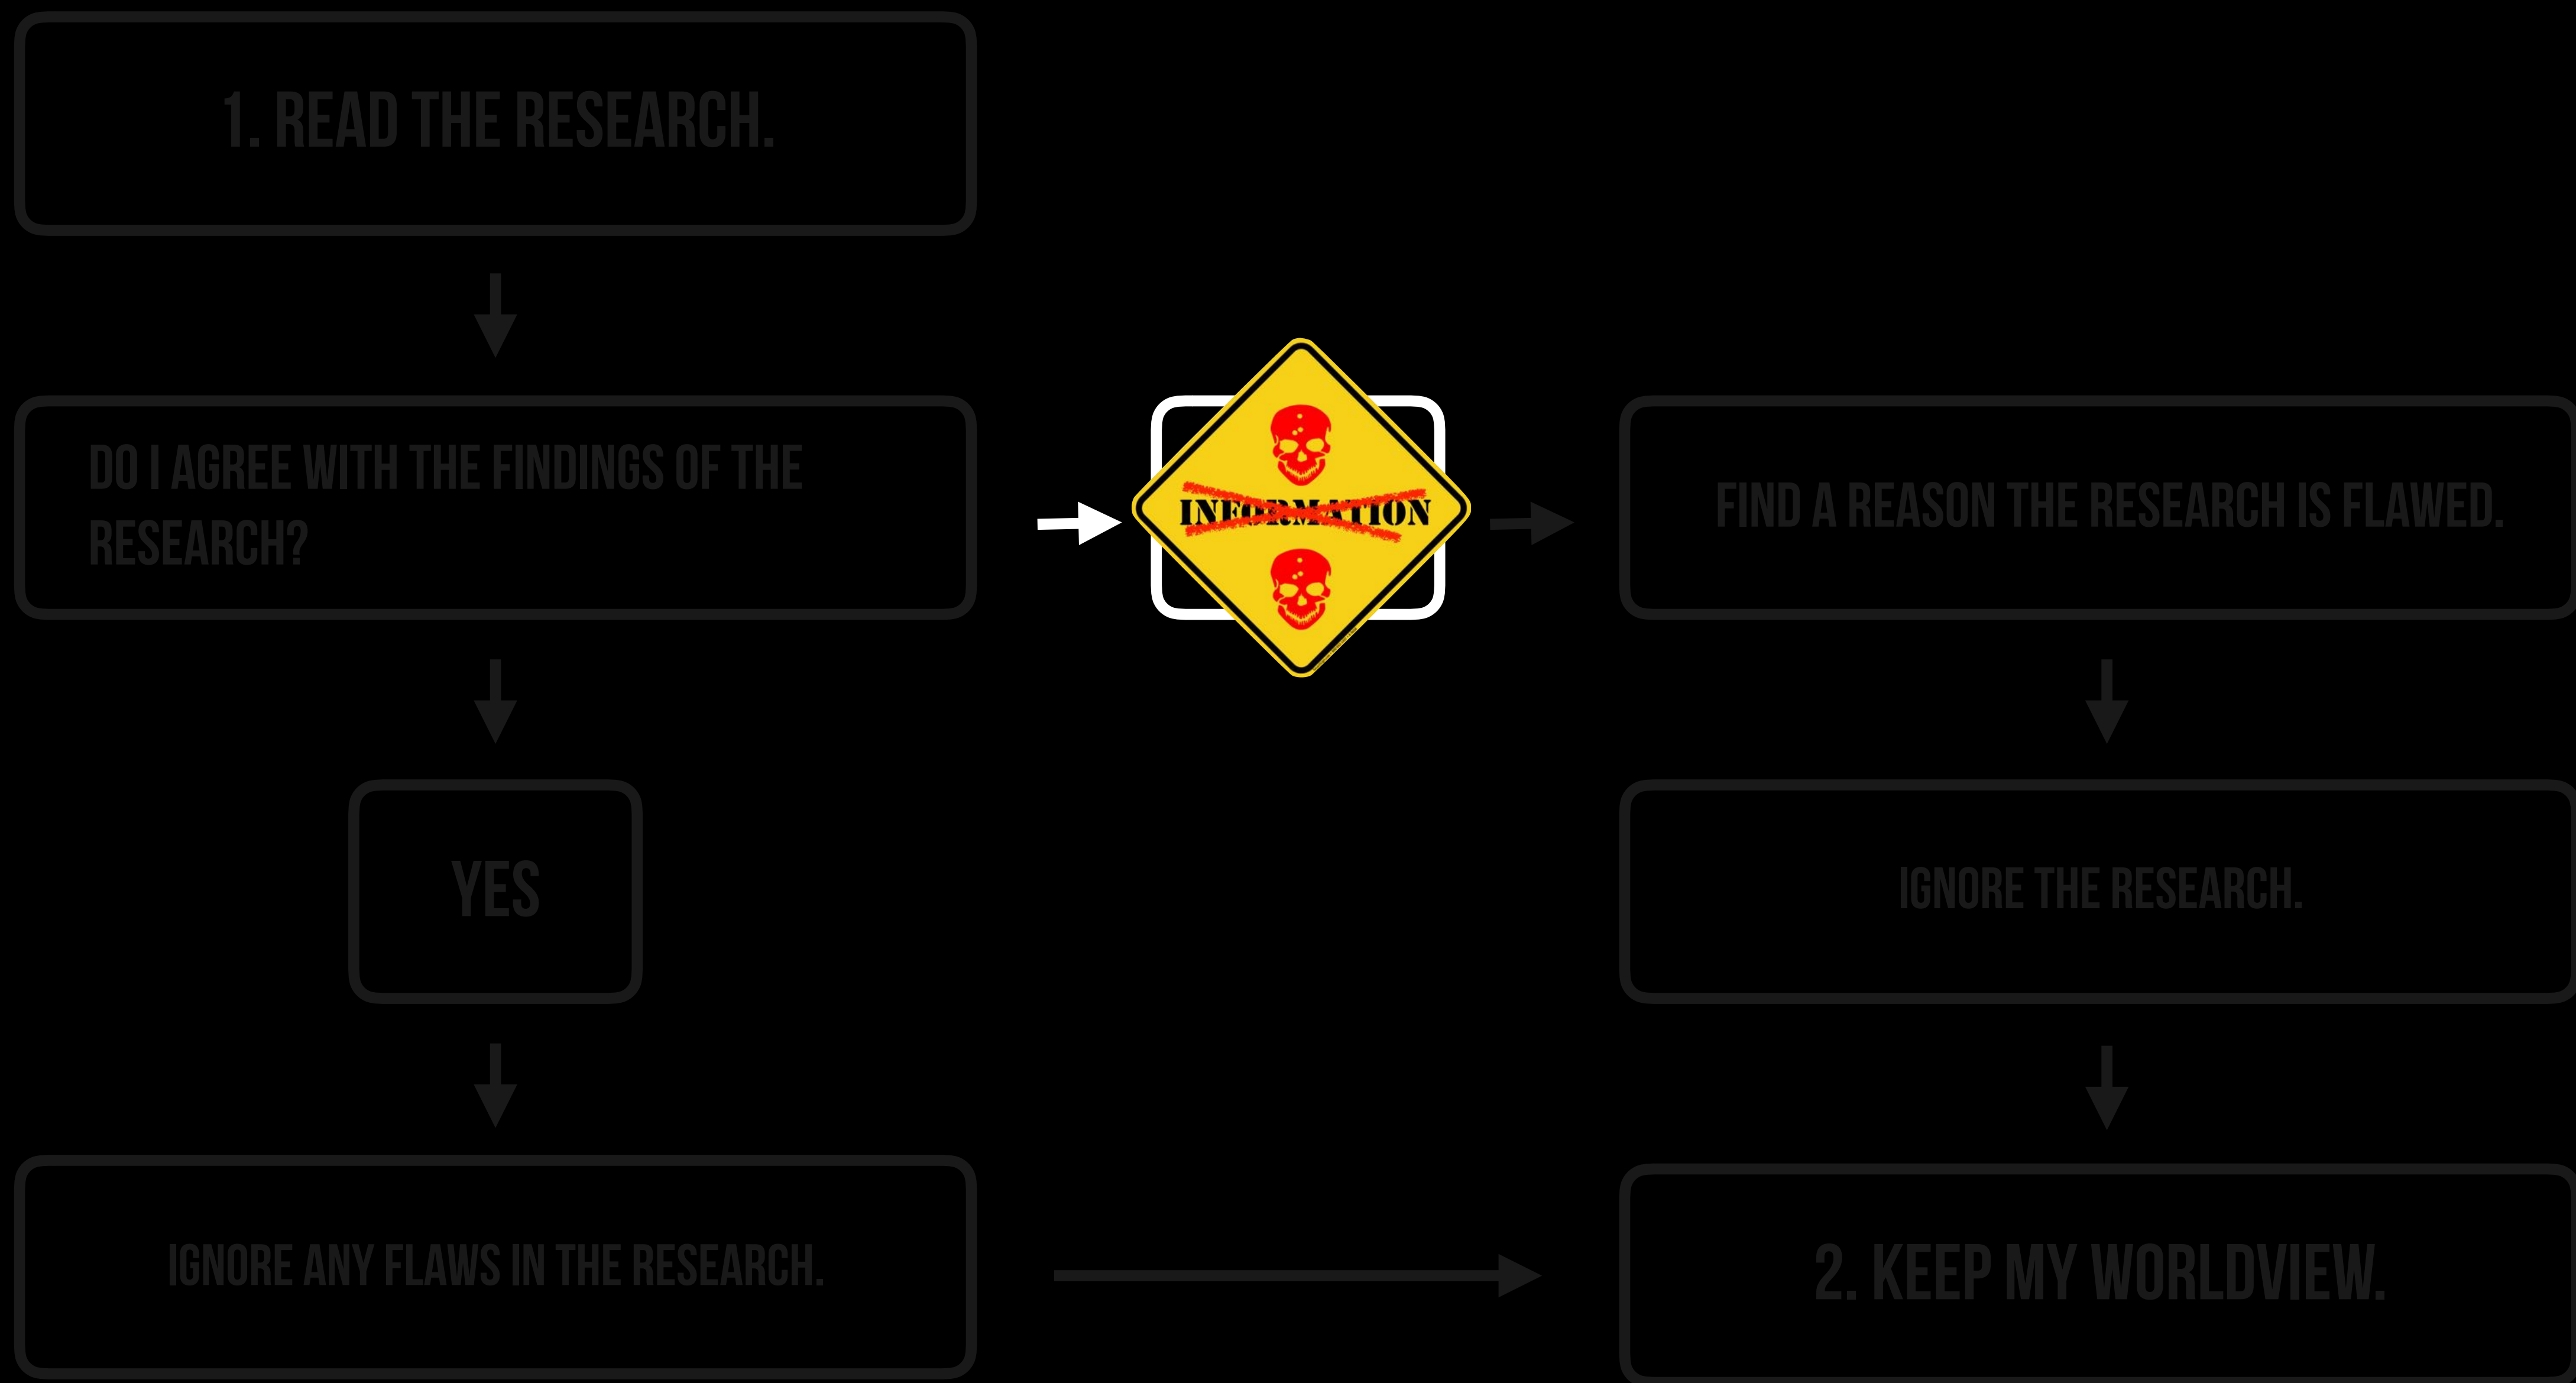 1. READ THE RESEARCH.
DO I AGREE WITH THE FINDINGS OF THE
RESEARCH?
INFORMATION
FIND A REASON THE RESEARCH IS FLAWED.
YES
IGNORE THE RESEARCH.
IGNORE ANY FLAWS IN THE RESEARCH.
2. KEEP MY WORLDVIEW.